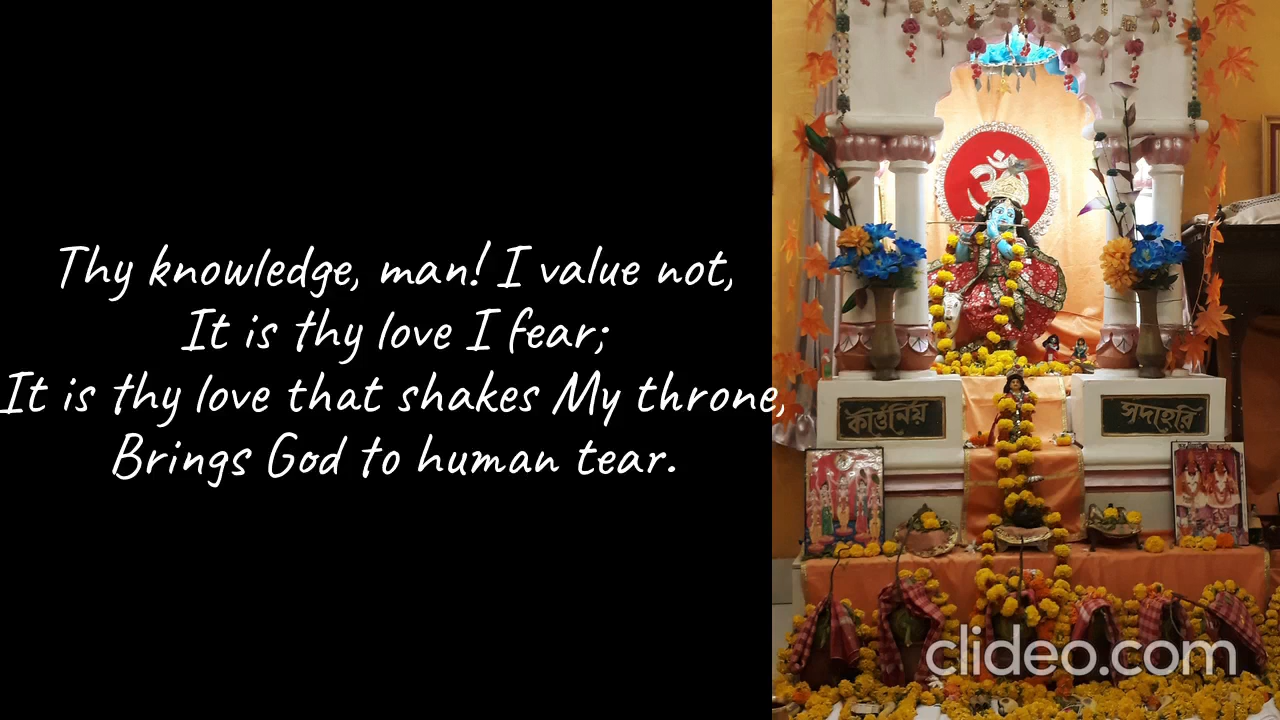 Thy knowledge, man! I value not,
It is thy love I fear;
It is thy love that shakes My throne,
Brings God to human tear.
ॐ
কীর্ত্তনীয়
সদাহরি
clideo.com